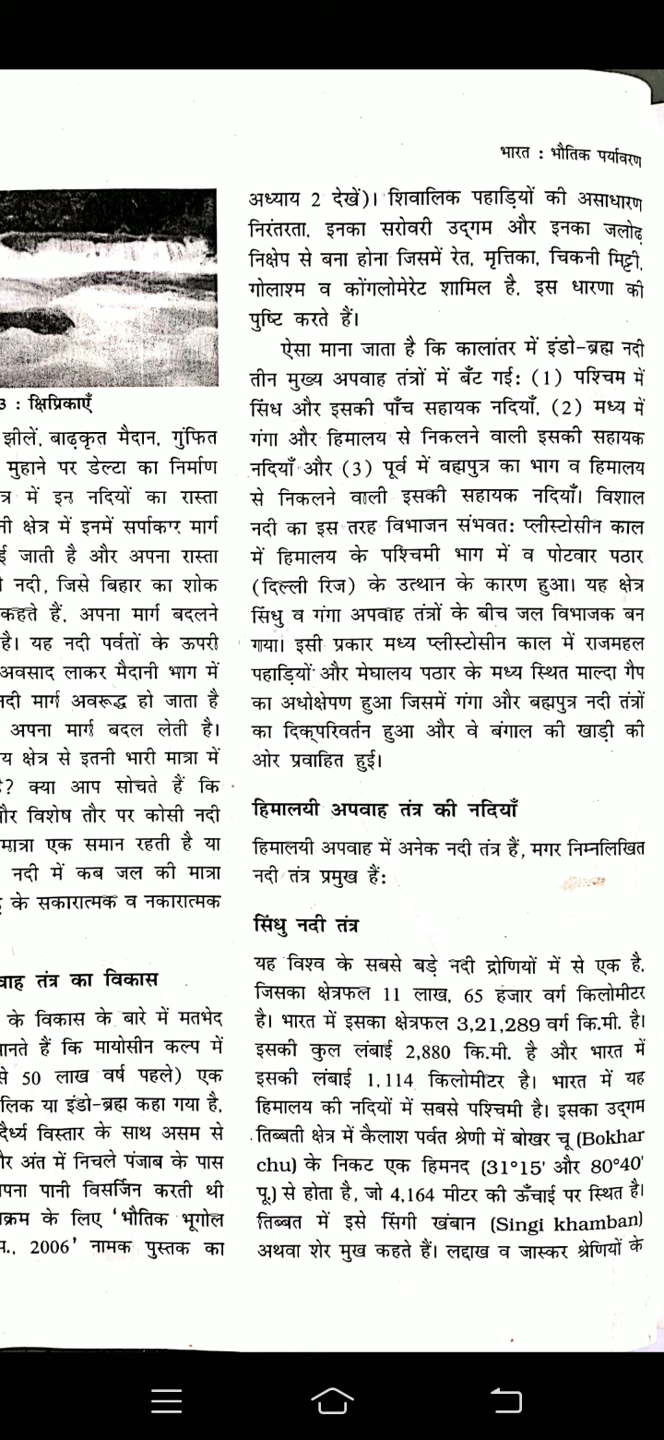 भारत : भौतिक पर्यावरण
3 : क्षिप्रिकाएँ
झीलें, बाढ़कृत मैदान, गुंफित
मुहाने पर डेल्टा का निर्माण
त्र में इन नदियों का रास्ता
नी क्षेत्र में इनमें सर्पाकार मार्ग
ई जाती है और अपना रास्ता
नदी, जिसे बिहार का शोक
कहते हैं, अपना मार्ग बदलने
है। यह नदी पर्वतों के ऊपरी
अवसाद लाकर मैदानी भाग में
नदी मार्ग अवरूद्ध हो जाता है
अपना मार्ग बदल लेती है।
य क्षेत्र से इतनी भारी मात्रा में
है? क्या आप सोचते हैं कि
और विशेष तौर पर कोसी नदी
मात्रा एक समान रहती है या
नदी में कब जल की मात्रा
के सकारात्मक व नकारात्मक
वाह तंत्र का विकास
के विकास के बारे में मतभेद
मानते हैं कि मायोसीन कल्प में
से 50 लाख वर्ष पहले) एक
लिक या इंडो-ब्रह्म कहा गया है,
दैर्ध्य विस्तार के साथ असम से
और अंत में निचले पंजाब के पास
अपना पानी विसर्जिन करती थी
क्रम के लिए 'भौतिक भूगोल
म., 2006' नामक पुस्तक का
अध्याय 2 देखें)। शिवालिक पहाड़ियों की असाधारण
निरंतरता, इनका सरोवरी उद्गम और इनका जलोढ़
निक्षेप से बना होना जिसमें रेत, मृत्तिका, चिकनी मिट्टी,
गोलाश्म व कोंगलोमेरेट शामिल है, इस धारणा की
पुष्टि करते हैं।
ऐसा माना जाता है कि कालांतर में इंडो-ब्रह्म नदी
तीन मुख्य अपवाह तंत्रों में बँट गई: (1) पश्चिम में
सिंध और इसकी पाँच सहायक नदियाँ, (2) मध्य में
गंगा और हिमालय से निकलने वाली इसकी सहायक
नदियाँ और (3) पूर्व में बह्मपुत्र का भाग व हिमालय
से निकलने वाली इसकी सहायक नदियाँ। विशाल
नदी का इस तरह विभाजन संभवत: प्लीस्टोसीन काल
में हिमालय के पश्चिमी भाग में व पोटवार पठार
(दिल्ली रिज) के उत्थान के कारण हुआ। यह क्षेत्र
सिंधु व गंगा अपवाह तंत्रों के बीच जल विभाजक बन
गया। इसी प्रकार मध्य प्लीस्टोसीन काल में राजमहल
पहाड़ियों और मेघालय पठार के मध्य स्थित माल्दा गैप
का अधोक्षेपण हुआ जिसमें गंगा और बह्मपुत्र नदी तंत्रों
का दिक्‌परिवर्तन हुआ और वे बंगाल की खाड़ी की
ओर प्रवाहित हुई।
हिमालयी अपवाह तंत्र की नदियाँ
हिमालयी अपवाह में अनेक नदी तंत्र हैं, मगर निम्नलिखित
नदी तंत्र प्रमुख हैं:
सिंधु नदी तंत्र
यह विश्व के सबसे बड़े नदी द्रोणियों में से एक है,
जिसका क्षेत्रफल 11 लाख, 65 हजार वर्ग किलोमीटर
है। भारत में इसका क्षेत्रफल 3,21,289 वर्ग कि.मी. है।
इसकी कुल लंबाई 2,880 कि.मी. है और भारत में
इसकी लंबाई 1,114 किलोमीटर है। भारत में यह
हिमालय की नदियों में सबसे पश्चिमी है। इसका उद्गम
तिब्बती क्षेत्र में कैलाश पर्वत श्रेणी में बोखर चू (Bokhar
chu) के निकट एक हिमनद (31°15' और 80°40'
पू.) से होता है, जो 4,164 मीटर की ऊँचाई पर स्थित है।
तिब्बत में इसे सिंगी खंबान (Singi khamban)
अथवा शेर मुख कहते हैं। लद्दाख व जास्कर श्रेणियों के